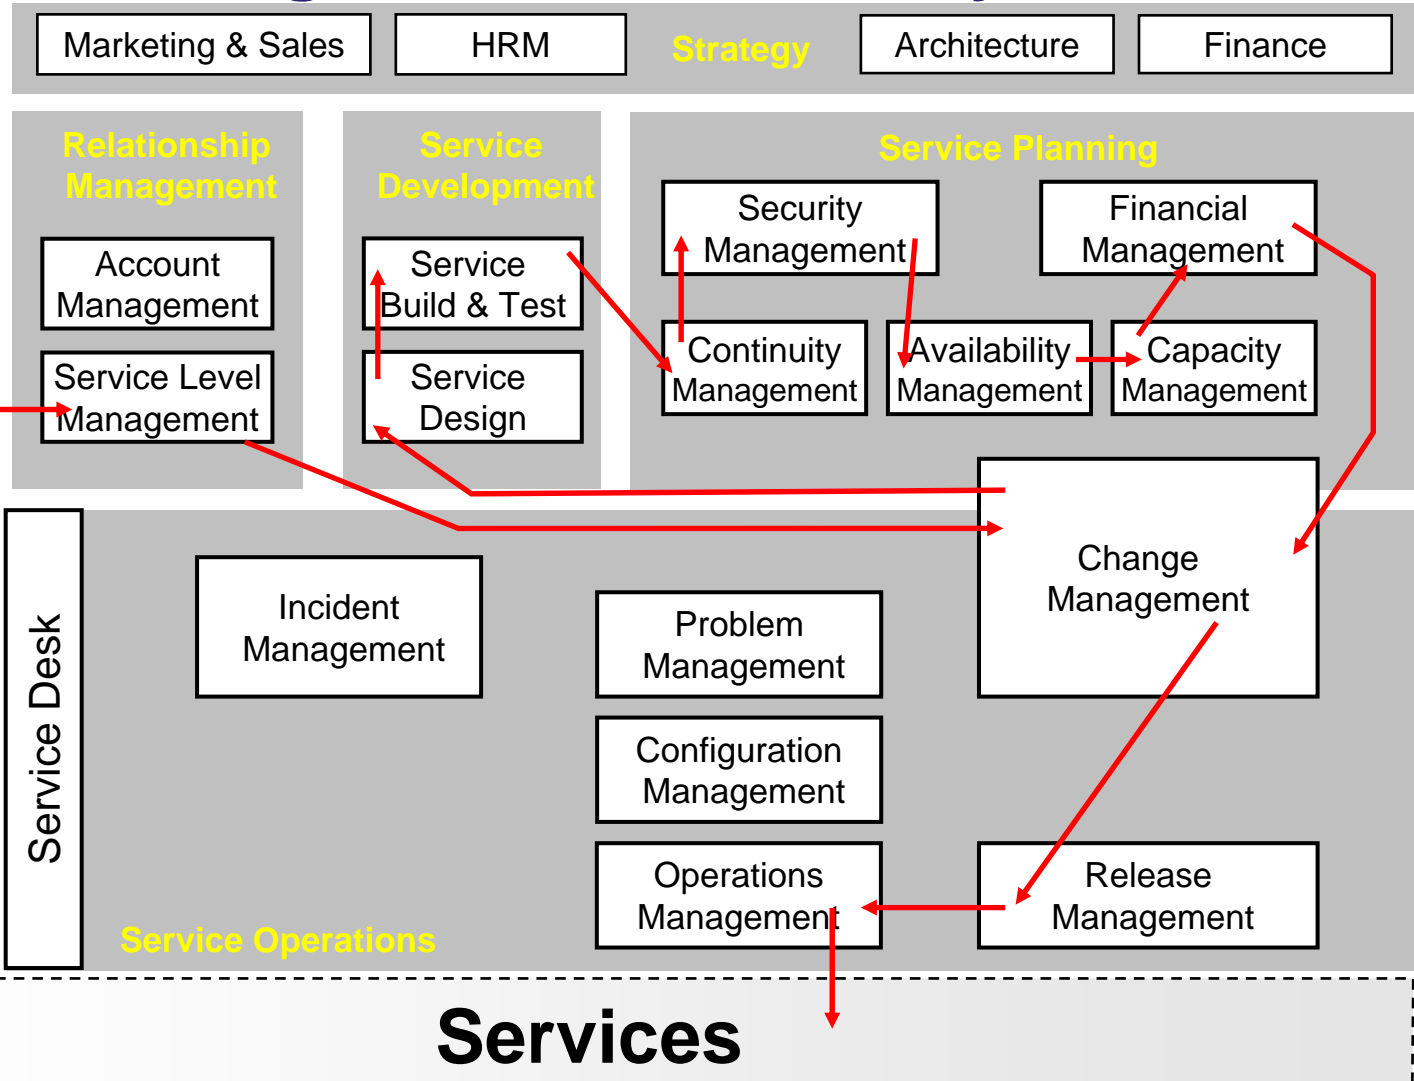 Marketing & Sales
HRM
Strategy
Architecture
Finance
Relationship
Management
Service
Development
Service Planning
Account
Management
Service Level
Management
Service
Build & Test
Service
Design
Security
Management
Financial
Management
Continuity
Management
Availability
Management
Capacity
Management
Change
Management
Service Desk
Incident
Management
Problem
Management
Configuration
Management
Operations
Management
Release
Management
Service Operations
Services